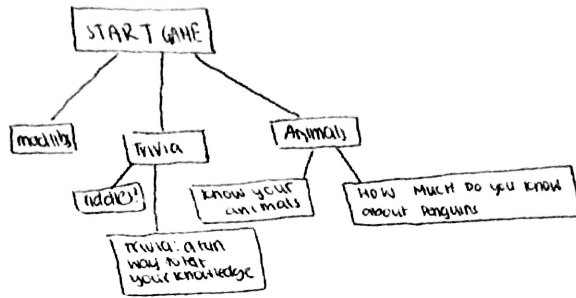 START GAME
madlibs
Trivia
Animals
riddles!
know your
animals
HOW MUCH DO YOU KNOW
about Penguins
trivia: a fun
way to test
your knowledge